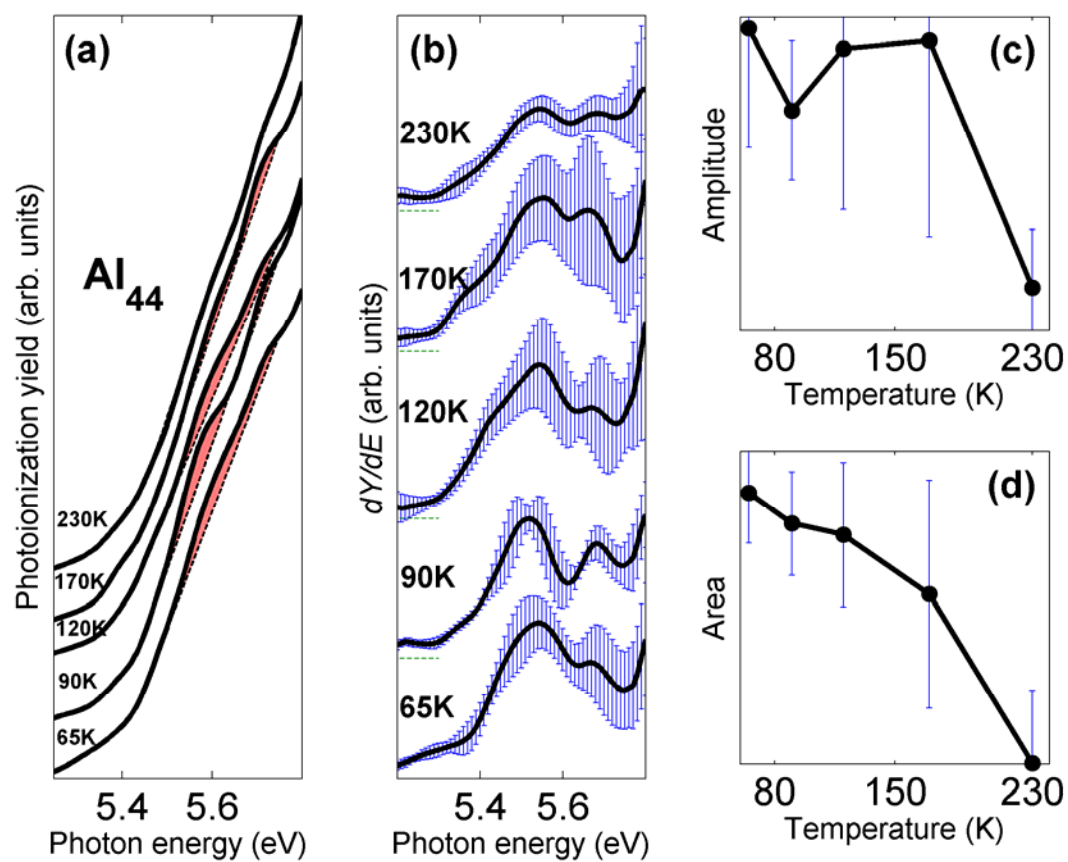 (a)
Photoionization yield (arb. units)
Al44
230K
170K
120K
90K
65K
5.4 5.6
Photon energy (eV)
(b)
dY/dE (arb. units)
230K
170K
120K
90K
65K
5.4 5.6
Photon energy (eV)
(c)
Amplitude
80 150 230
Temperature (K)
(d)
Area
80 150 230
Temperature (K)